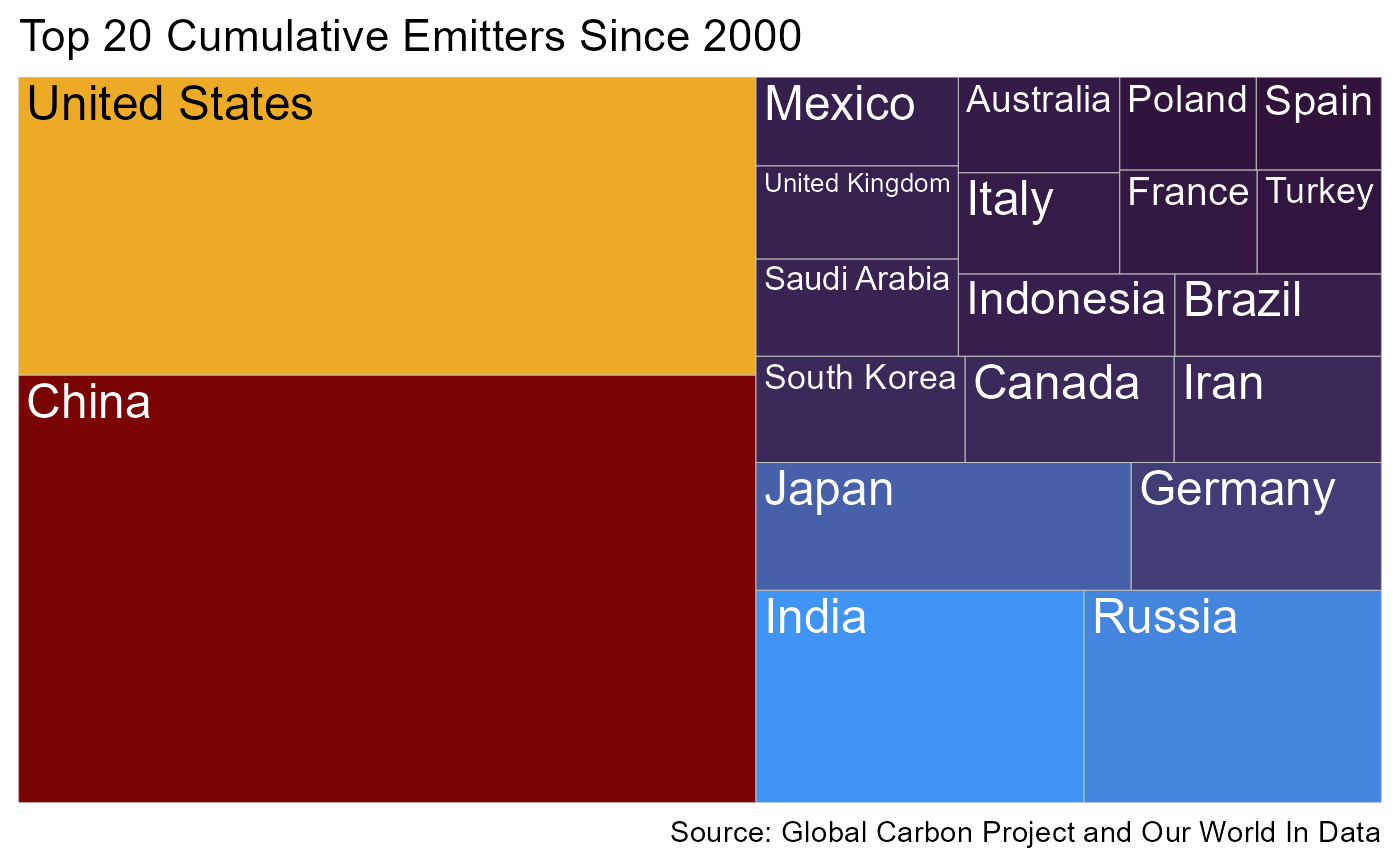 Top 20 Cumulative Emitters Since 2000
United States
China
Mexico
Australia
Poland
Spain
United Kingdom
Italy
France
Turkey
Saudi Arabia
Indonesia
Brazil
South Korea
Canada
Iran
Japan
Germany
India
Russia
Source: Global Carbon Project and Our World In Data